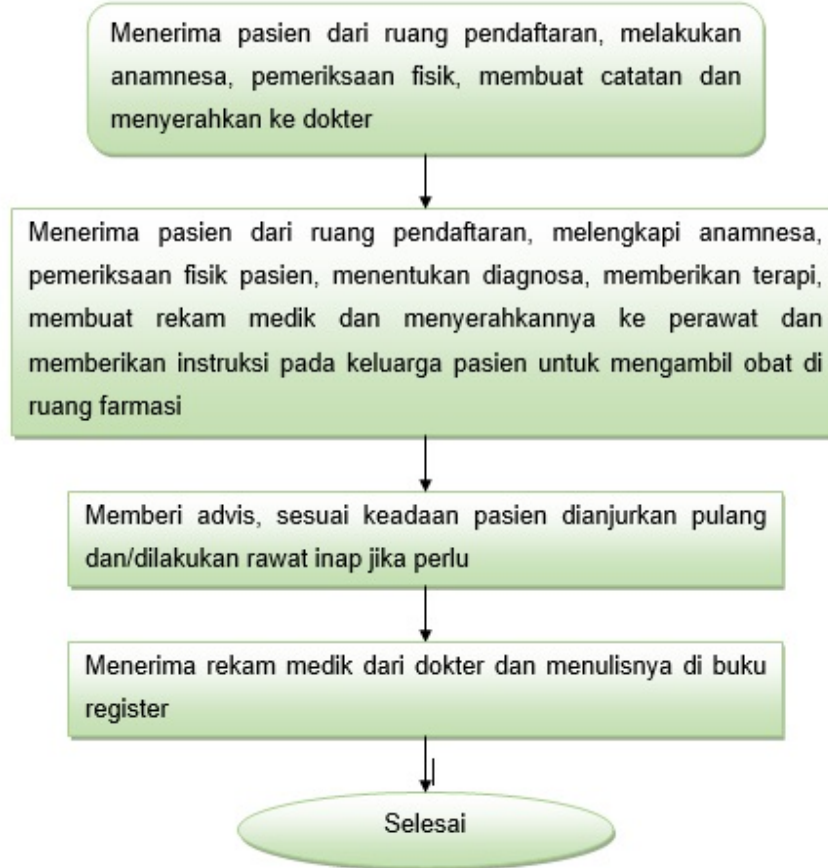 Menerima pasien dari ruang pendaftaran, melakukan
anamnesa, pemeriksaan fisik, membuat catatan dan
menyerahkan ke dokter
Menerima pasien dari ruang pendaftaran, melengkapi anamnesa,
pemeriksaan fisik pasien, menentukan diagnosa, memberikan terapi,
membuat rekam medik dan menyerahkannya ke perawat dan
memberikan instruksi pada keluarga pasien untuk mengambil obat di
ruang farmasi
Memberi advis, sesuai keadaan pasien dianjurkan pulang
dan/dilakukan rawat inap jika perlu
Menerima rekam medik dari dokter dan menulisnya di buku
register
Selesai